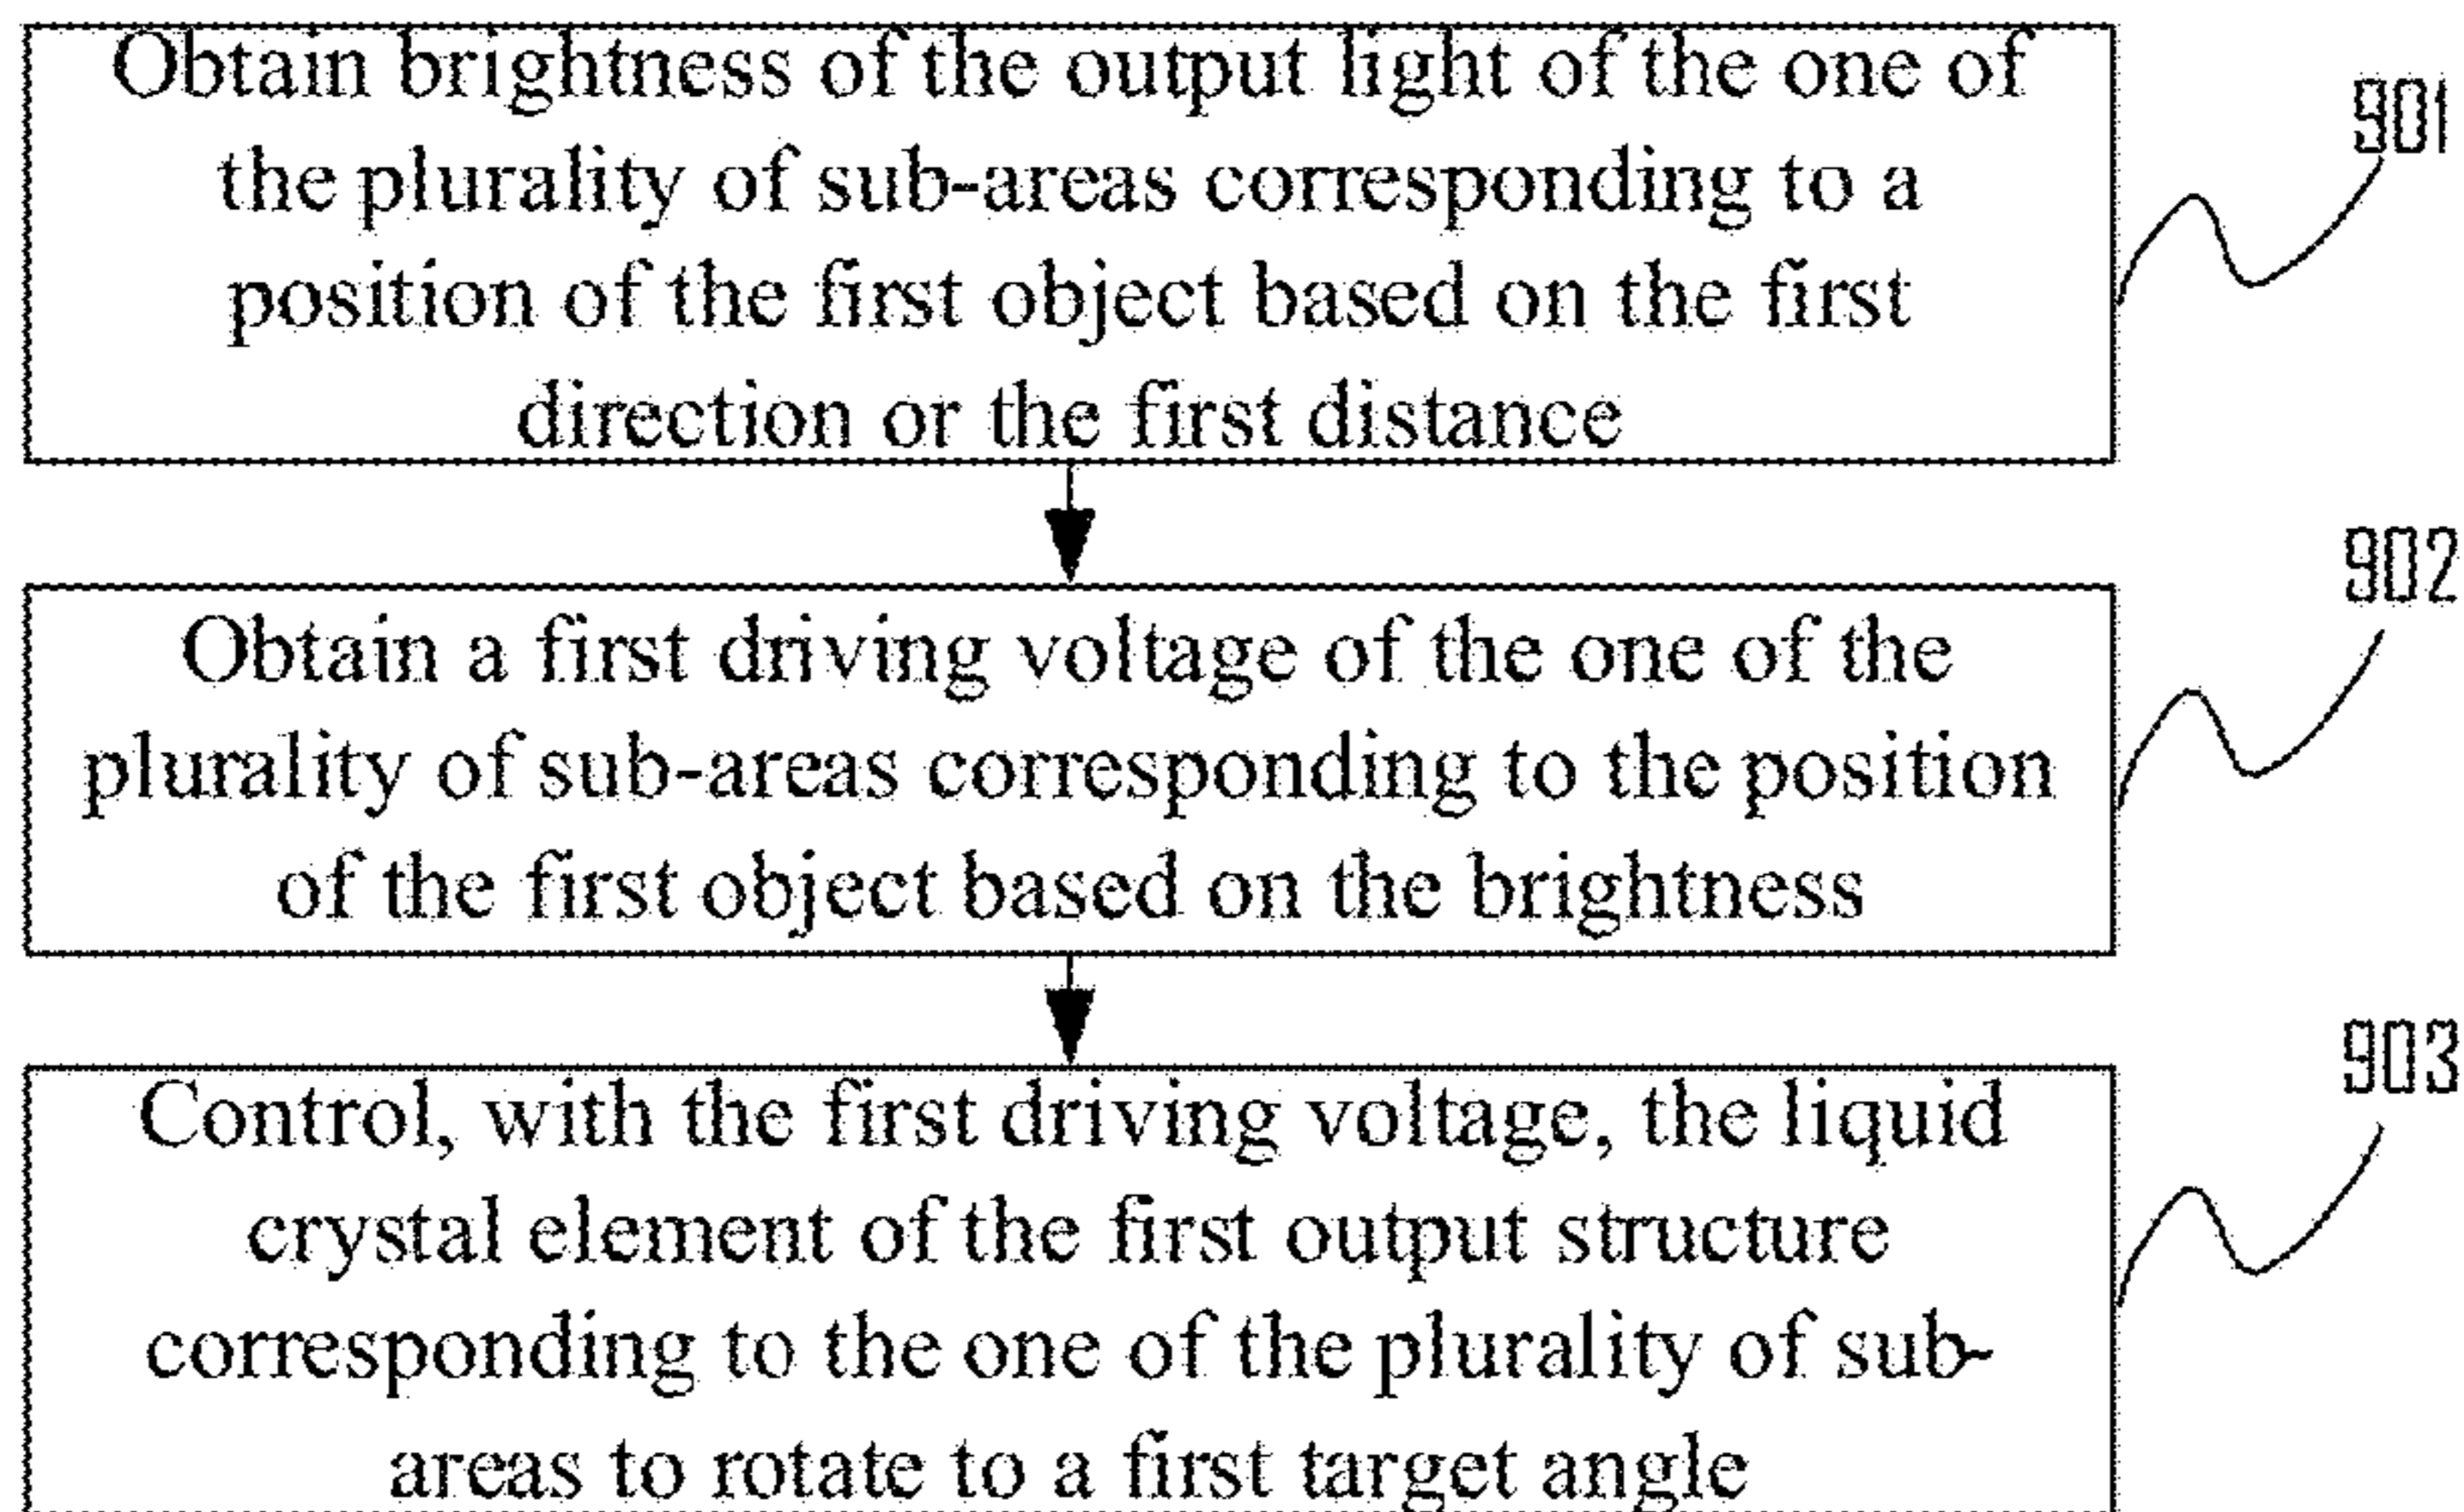 Obtain brightness of the output light of the one of
the plurality of sub-areas corresponding to a
position of the first object based on the first
direction or the first distance
901
Obtain a first driving voltage of the one of the
plurality of sub-areas corresponding to the position
of the first object based on the brightness
902
Control, with the first driving voltage, the liquid
crystal element of the first output structure
corresponding to the one of the plurality of sub-
areas to rotate to a first target angle
903